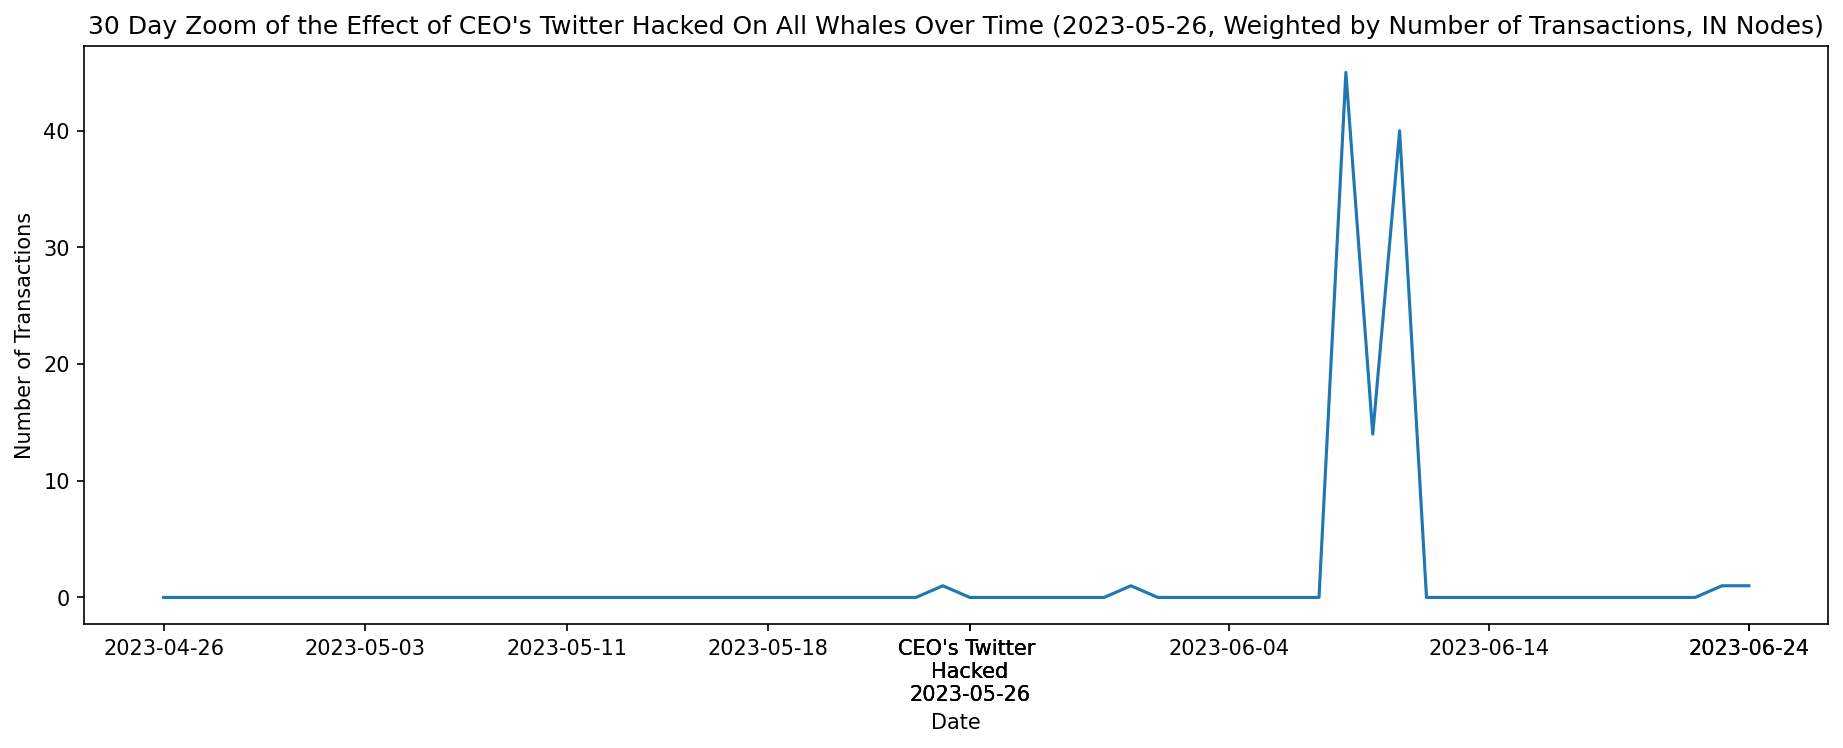 30 Day Zoom of the Effect of CEO's Twitter Hacked On All Whales Over Time (2023-05-26, Weighted by Number of Transactions, IN Nodes)
Number of Transactions
40
30
20
10
0
2023-04-26
2023-05-03
2023-05-11
2023-05-18
CEO's Twitter
Hacked
2023-05-26
2023-06-04
2023-06-14
2023-06-24
Date